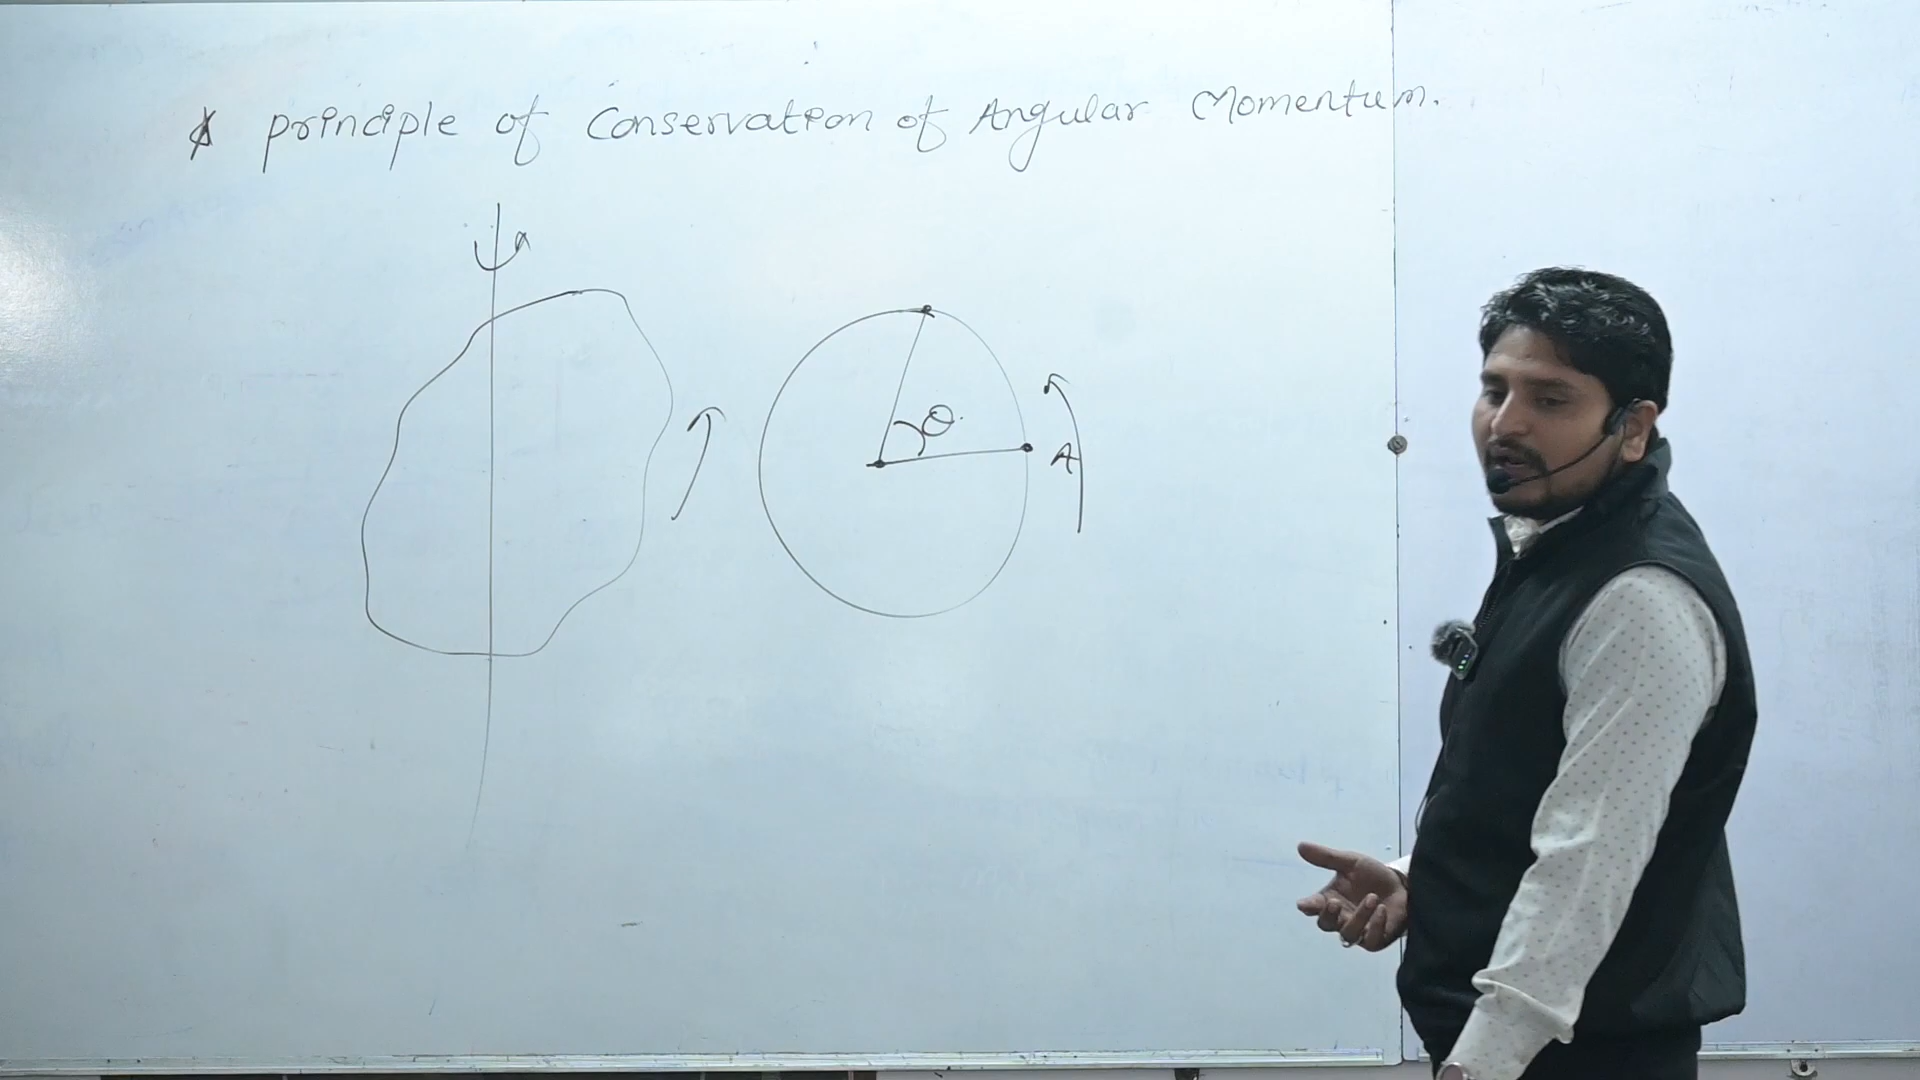 * principle of Conservation of Angular Momentum.
θ
A